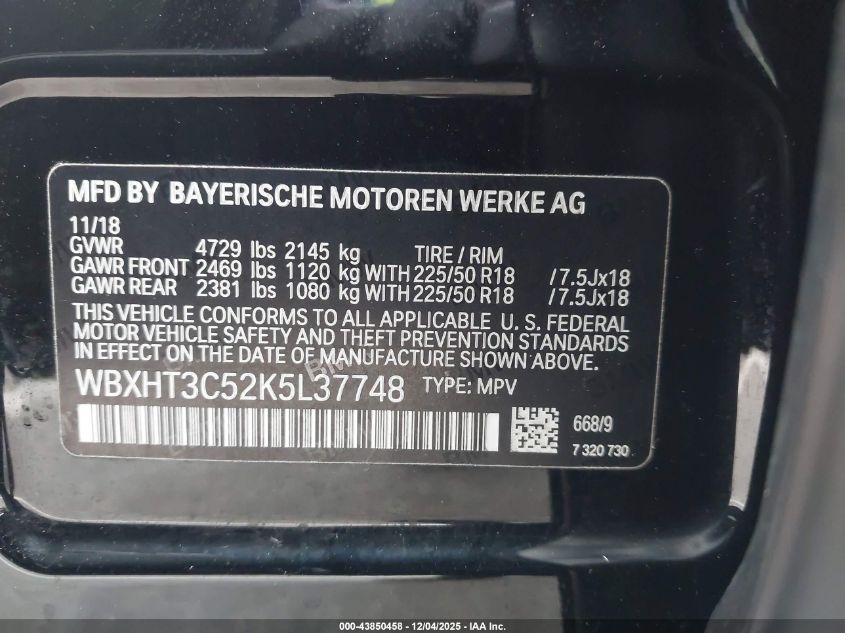 MFD BY BAYERISCHE MOTOREN WERKE AG
11/18
GVWR 4729 lbs 2145 kg TIRE / RIM
GAWR FRONT 2469 lbs 1120 kg WITH 225/50 R18 /7.5Jx18
GAWR REAR 2381 lbs 1080 kg WITH 225/50 R18 /7.5Jx18
THIS VEHICLE CONFORMS TO ALL APPLICABLE U. S. FEDERAL
MOTOR VEHICLE SAFETY AND THEFT PREVENTION STANDARDS
IN EFFECT ON THE DATE OF MANUFACTURE SHOWN ABOVE.
WBXHT3C52K5L37748 TYPE: MPV
668/9
7 320 730
000-43850458 - 12/04/2025 - IAA Inc.